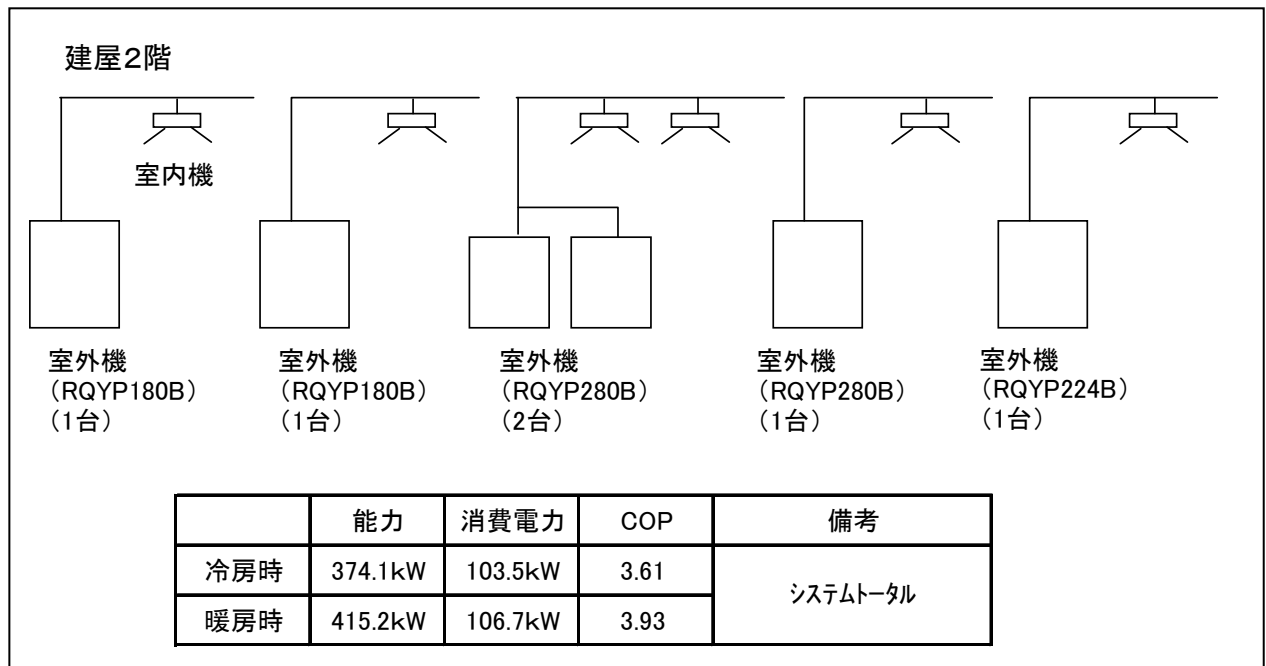 建屋2階
室内機
室外機
(RQYP180B)
(1台)
室外機
(RQYP180B)
(1台)
室外機
(RQYP280B)
(2台)
室外機
(RQYP280B)
(1台)
室外機
(RQYP224B)
(1台)
能力 消費電力 COP 備考
冷房時 374.1kW 103.5kW 3.61 システムトータル
暖房時 415.2kW 106.7kW 3.93